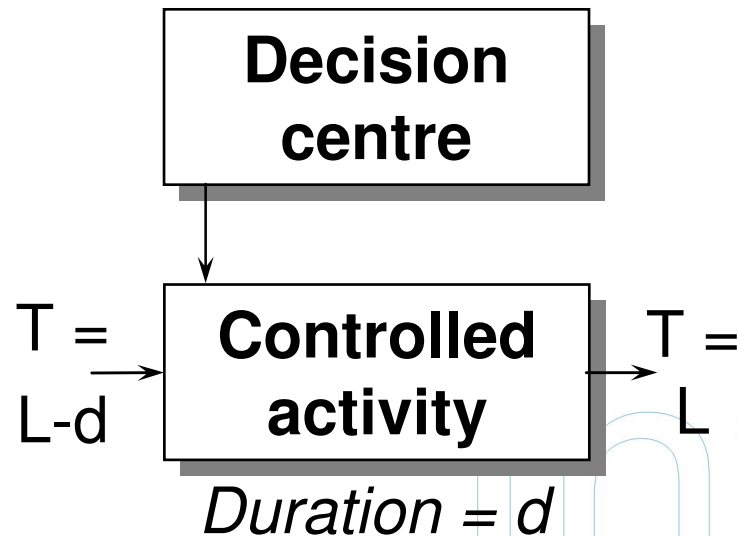 Decision
centre
T =
L-d
Controlled
activity
T =
L
Duration = d